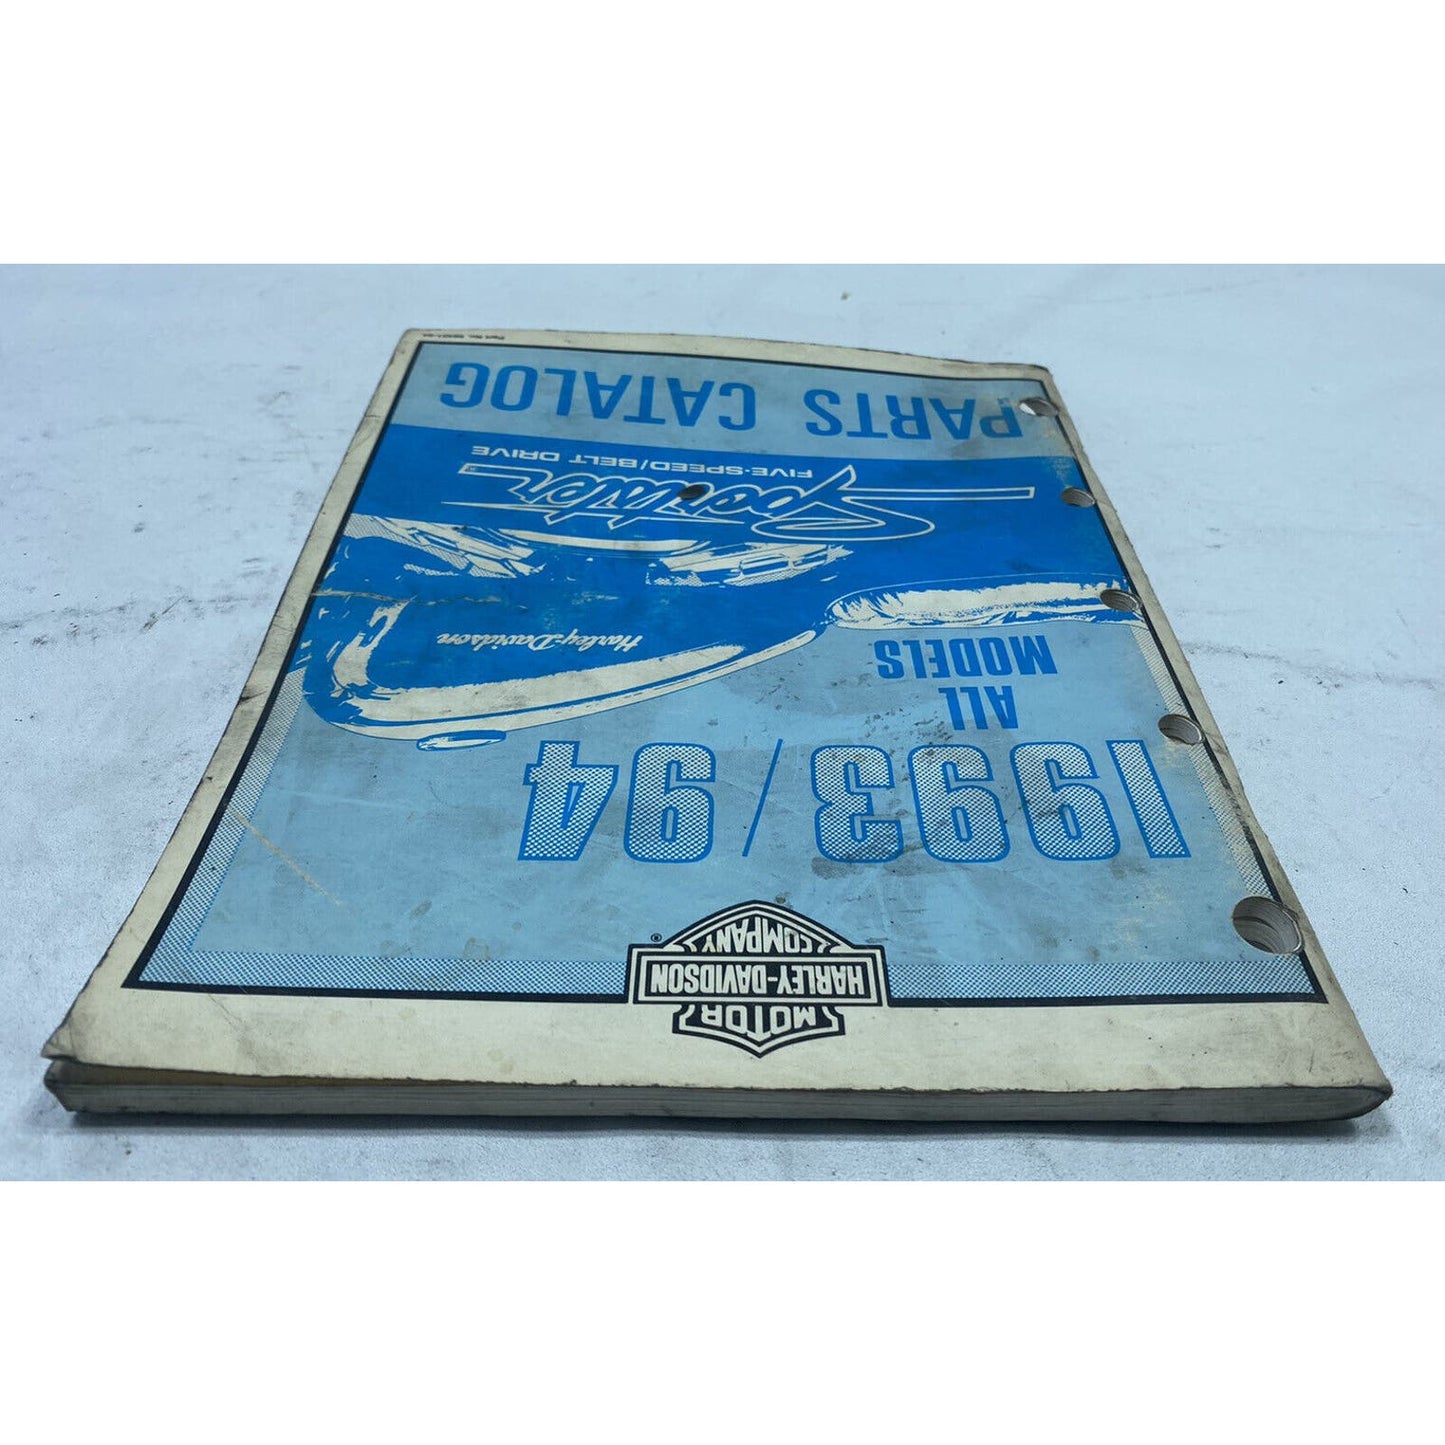 MOTOR
HARLEY-DAVIDSON
COMPANY
®
1993/94
ALL
MODELS
Harley-Davidson
Sportster
FIVE-SPEED/BELT DRIVE
PARTS CATALOG